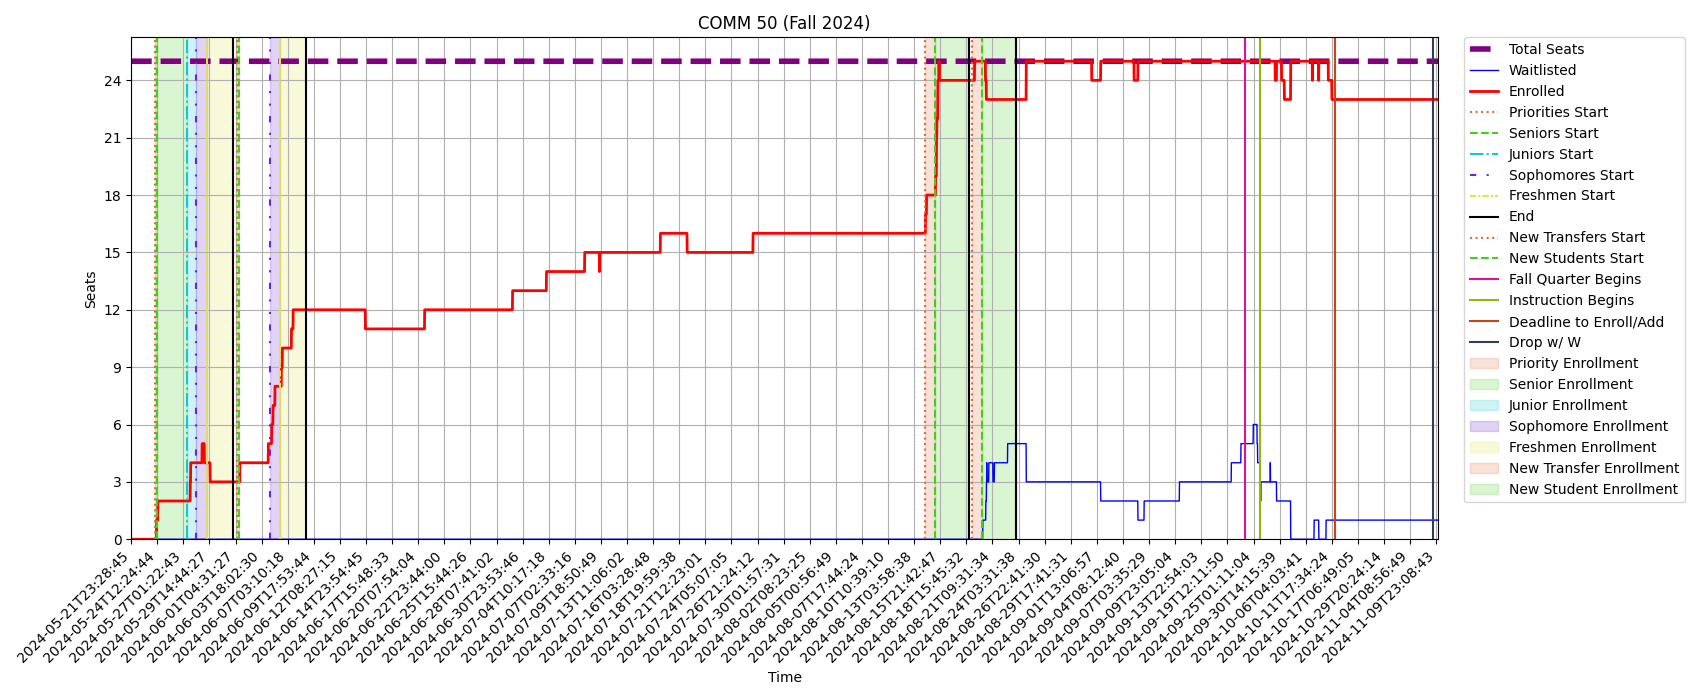 COMM 50 (Fall 2024)
Seats
24
21
18
15
12
9
6
3
0
2024-05-21T23:28:45
2024-05-24T12:24:44
2024-05-27T01:22:43
2024-05-29T14:44:27
2024-06-01T04:31:27
2024-06-03T18:02:30
2024-06-07T03:10:18
2024-06-09T17:53:44
2024-06-12T08:27:15
2024-06-14T23:54:45
2024-06-17T15:48:33
2024-06-20T07:54:04
2024-06-22T23:44:00
2024-06-25T15:44:26
2024-06-28T07:41:02
2024-06-30T23:53:46
2024-07-04T10:17:18
2024-07-07T02:33:16
2024-07-09T18:50:49
2024-07-13T11:06:02
2024-07-16T03:28:48
2024-07-18T19:59:38
2024-07-21T12:23:01
2024-07-24T05:07:05
2024-07-26T21:24:12
2024-07-30T01:57:31
2024-08-02T08:23:25
2024-08-05T00:56:49
2024-08-07T17:44:24
2024-08-10T10:39:10
2024-08-13T03:58:38
2024-08-15T21:42:47
2024-08-18T15:45:32
2024-08-21T09:31:34
2024-08-24T03:31:38
2024-08-26T22:41:30
2024-08-29T17:41:31
2024-09-01T13:06:57
2024-09-04T08:12:40
2024-09-07T03:35:29
2024-09-09T23:05:04
2024-09-13T22:54:03
2024-09-19T12:11:50
2024-09-25T01:11:04
2024-09-30T14:15:39
2024-10-06T04:03:41
2024-10-11T17:34:24
2024-10-17T06:49:05
2024-10-29T20:24:14
2024-11-04T08:56:49
2024-11-09T23:08:43
Time
Total Seats
Waitlisted
Enrolled
Priorities Start
Seniors Start
Juniors Start
Sophomores Start
Freshmen Start
End
New Transfers Start
New Students Start
Fall Quarter Begins
Instruction Begins
Deadline to Enroll/Add
Drop w/ W
Priority Enrollment
Senior Enrollment
Junior Enrollment
Sophomore Enrollment
Freshmen Enrollment
New Transfer Enrollment
New Student Enrollment